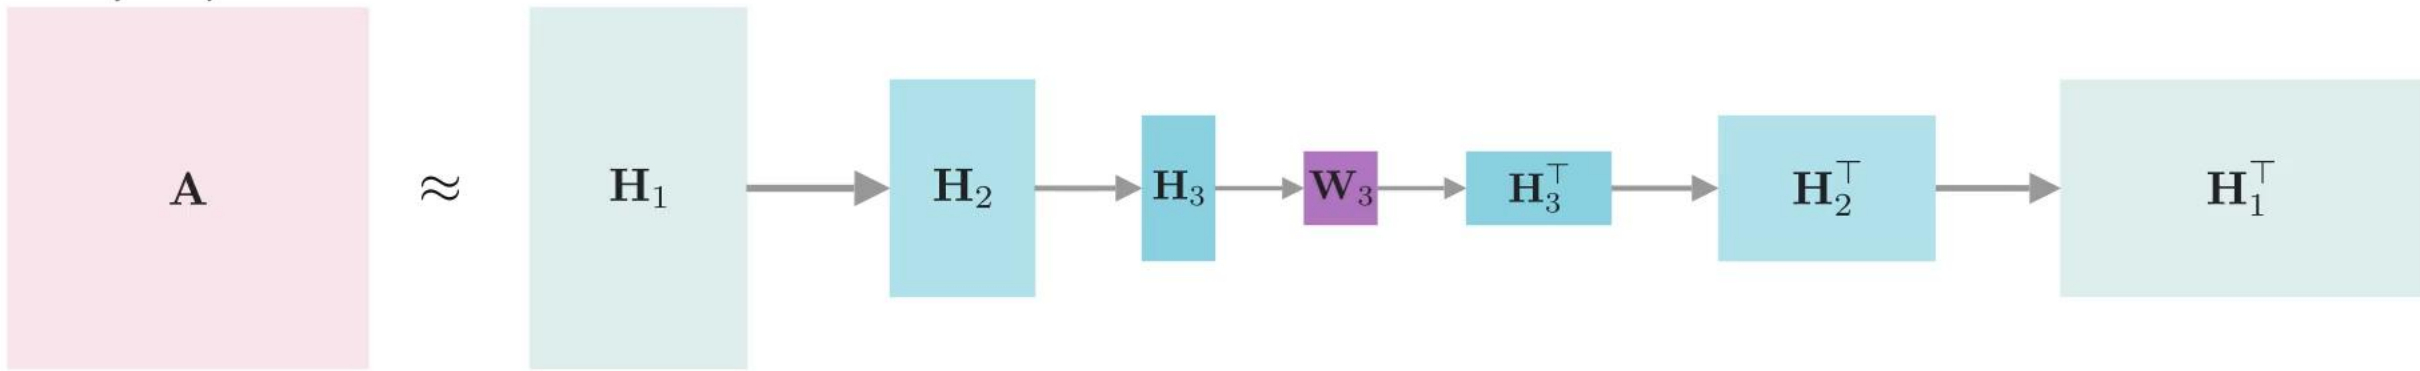 A ≈ H₁ H₂ H₃ W₃ H₃^⊤ H₂^⊤ H₁^⊤